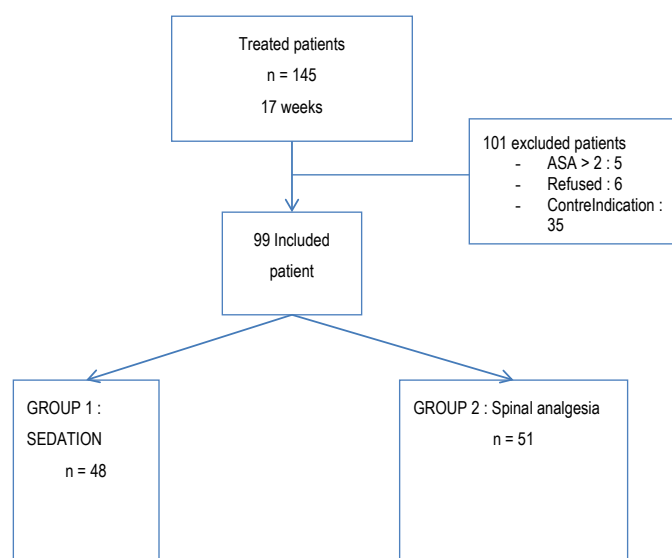 Treated patients
n = 145
17 weeks
101 excluded patients
- ASA > 2 : 5
- Refused : 6
- ContreIndication :
35
99 Included
patient
GROUP 1 :
SEDATION
n = 48
GROUP 2 : Spinal analgesia
n = 51